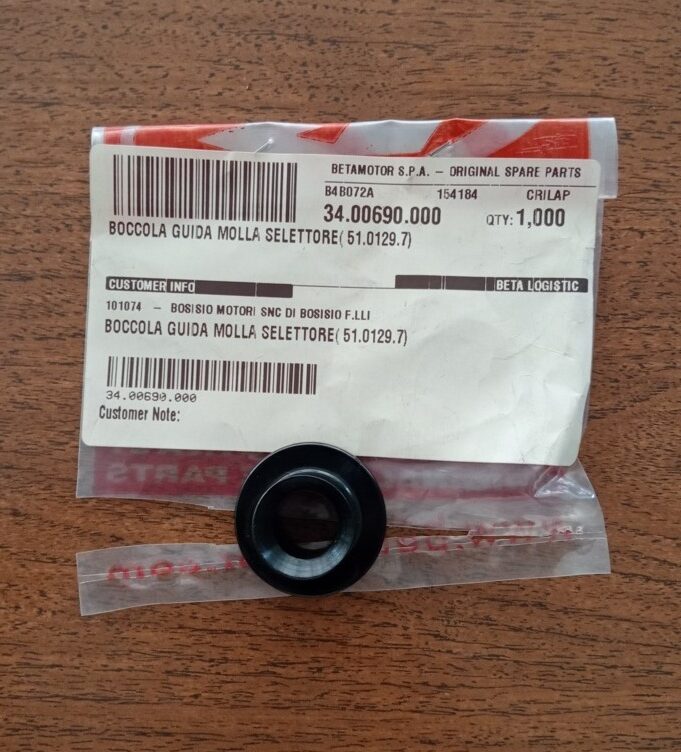 BETAMOTOR S.P.A. – ORIGINAL SPARE PARTS
B4B072A 154184 CRILAP
34.00690.000 QTY: 1,000
BOCCOLA GUIDA MOLLA SELETTORE( 51.0129.7)
CUSTOMER INFO BETA LOGISTIC
101074 – BOSISIO MOTORI SNC DI BOSISIO F.LLI
BOCCOLA GUIDA MOLLA SELETTORE( 51.0129.7)
34.00690.000
Customer Note:
PARTS